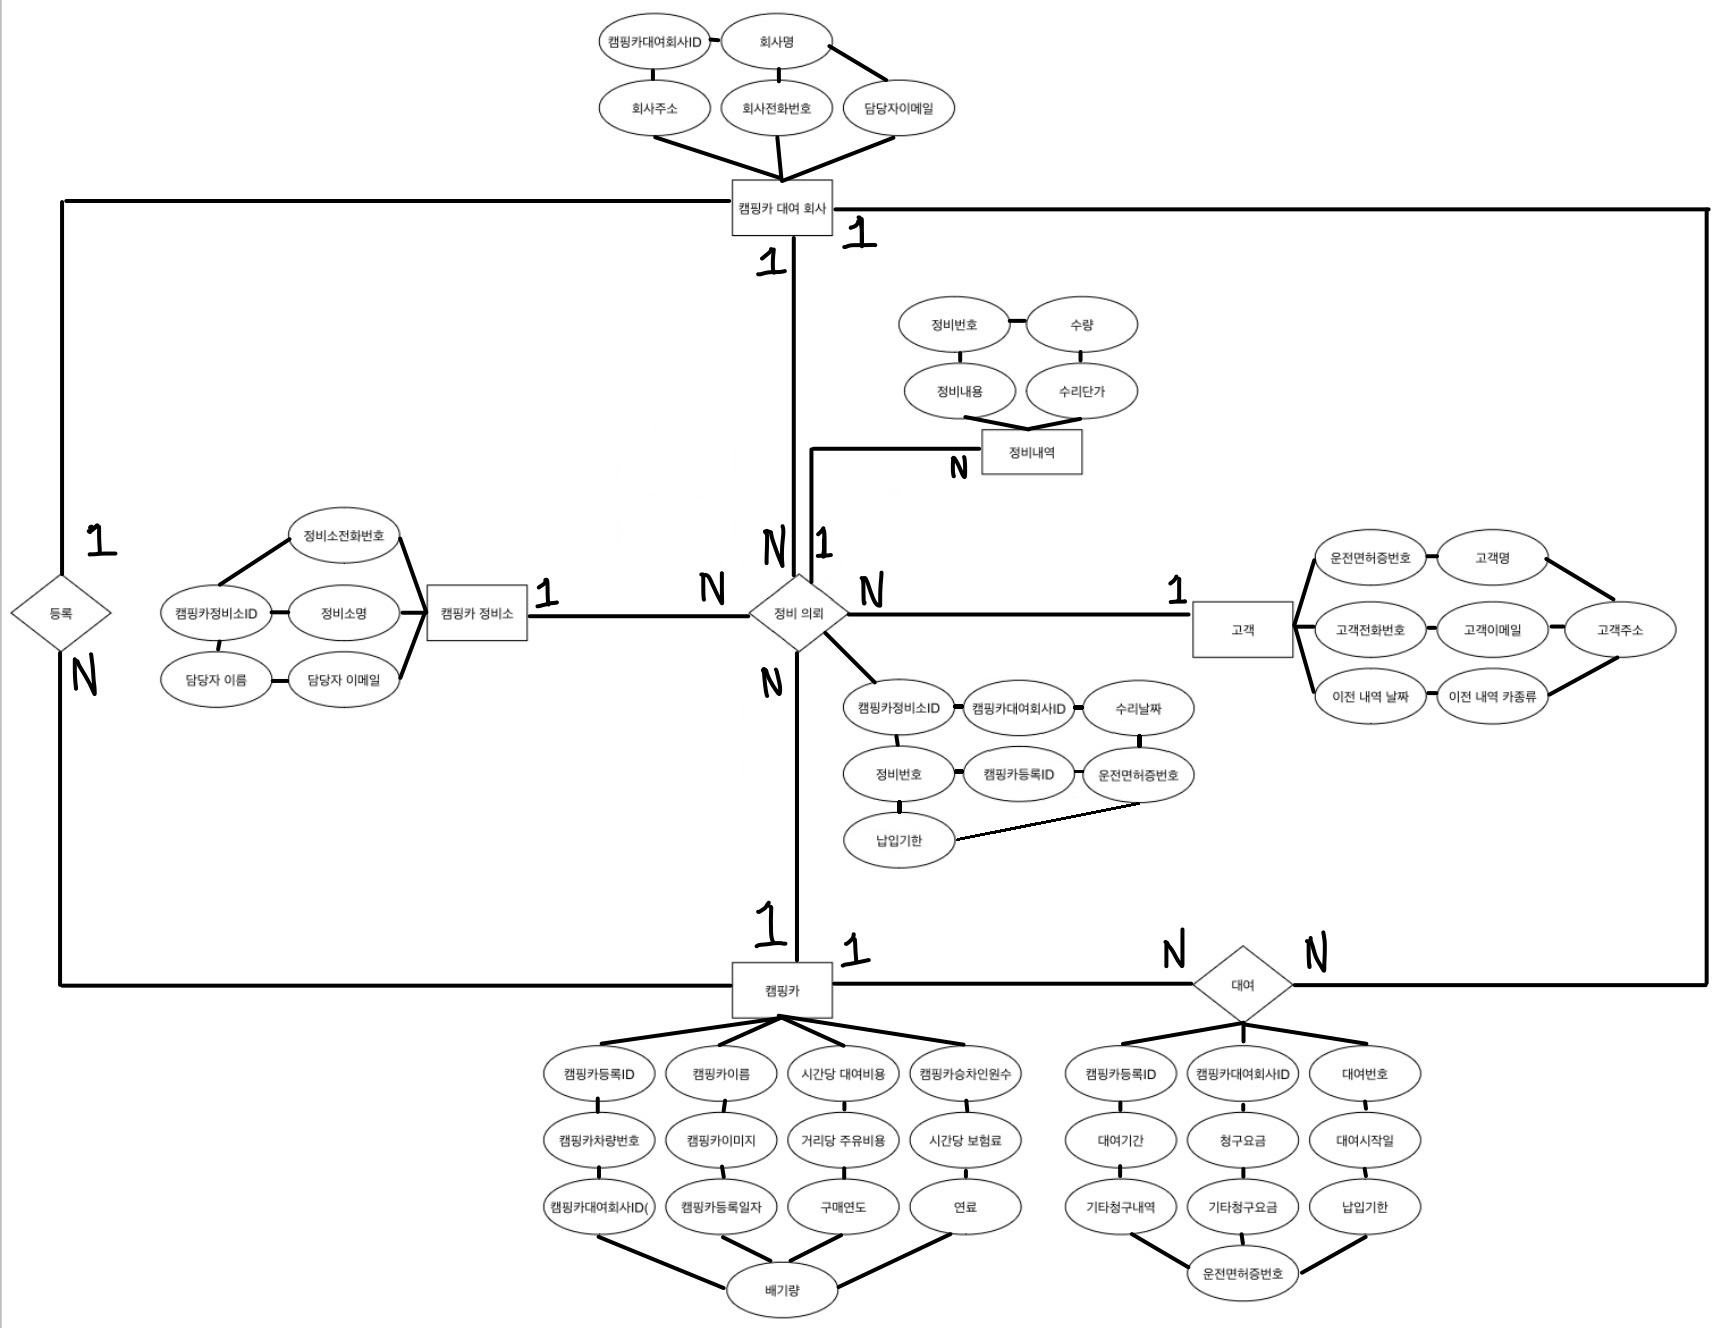 캠핑카대여회사ID
회사명
회사주소
회사전화번호
담당자이메일
캠핑카 대여 회사
1
1
정비번호
수량
정비내용
수리단가
정비내역
N
1
N
1
정비소전화번호
캠핑카정비소ID
정비소명
담당자 이름
담당자 이메일
캠핑카 정비소
1
N
정비 의뢰
N
1
고객
운전면허증번호
고객명
고객전화번호
고객이메일
고객주소
이전 내역 날짜
이전 내역 카종류
등록
N
N
캠핑카정비소ID
캠핑카대여회사ID
수리날짜
정비번호
캠핑카등록ID
운전면허증번호
납입기한
1
1
N
N
캠핑카
대여
캠핑카등록ID
캠핑카이름
시간당 대여비용
캠핑카승차인원수
캠핑카차량번호
캠핑카이미지
거리당 주유비용
시간당 보험료
캠핑카대여회사ID(
캠핑카등록일자
구매연도
연료
배기량
캠핑카등록ID
캠핑카대여회사ID
대여번호
대여기간
청구요금
대여시작일
기타청구내역
기타청구요금
납입기한
운전면허증번호